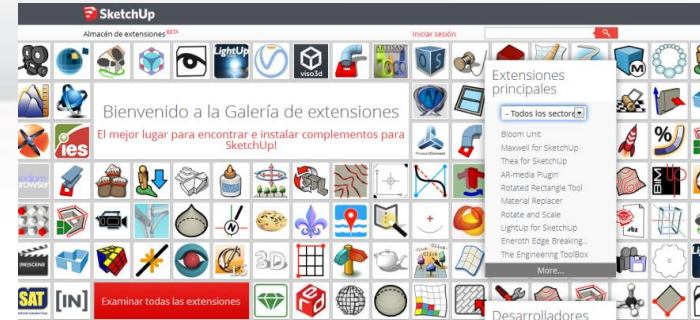 SketchUp
Almacén de extensiones BETA
Iniciar sesión
LightUp
viso3d
ARTISAN
OS
Extensiones
principales
- Todos los sectore
Bienvenido a la Galería de extensiones
El mejor lugar para encontrar e instalar complementos para
SketchUp!
Bloom Unit
Maxwell for SketchUp
Thea for SketchUp
AR-media Plugin
Rotated Rectangle Tool
Material Replacer
Rotate and Scale
LightUp for SketchUp
Eneroth Edge Breaking...
The Engineering ToolBox
More...
ies
%
BIM
3D
SAT
[IN]
Examinar todas las extensiones
Desarrolladores